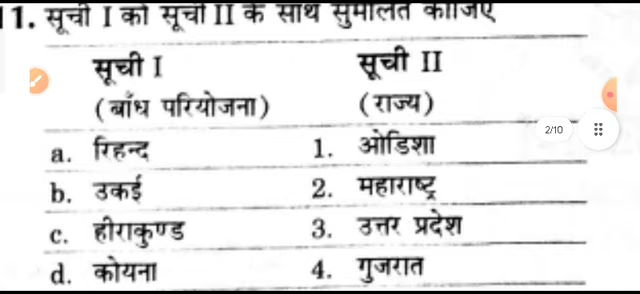 11. सूची I को सूची II के साथ सुमेलित कीजिए
सूची I सूची II
(बाँध परियोजना) (राज्य)
a. रिहन्द 1. ओडिशा
b. उकई 2. महाराष्ट्र
c. हीराकुण्ड 3. उत्तर प्रदेश
d. कोयना 4. गुजरात
2/10